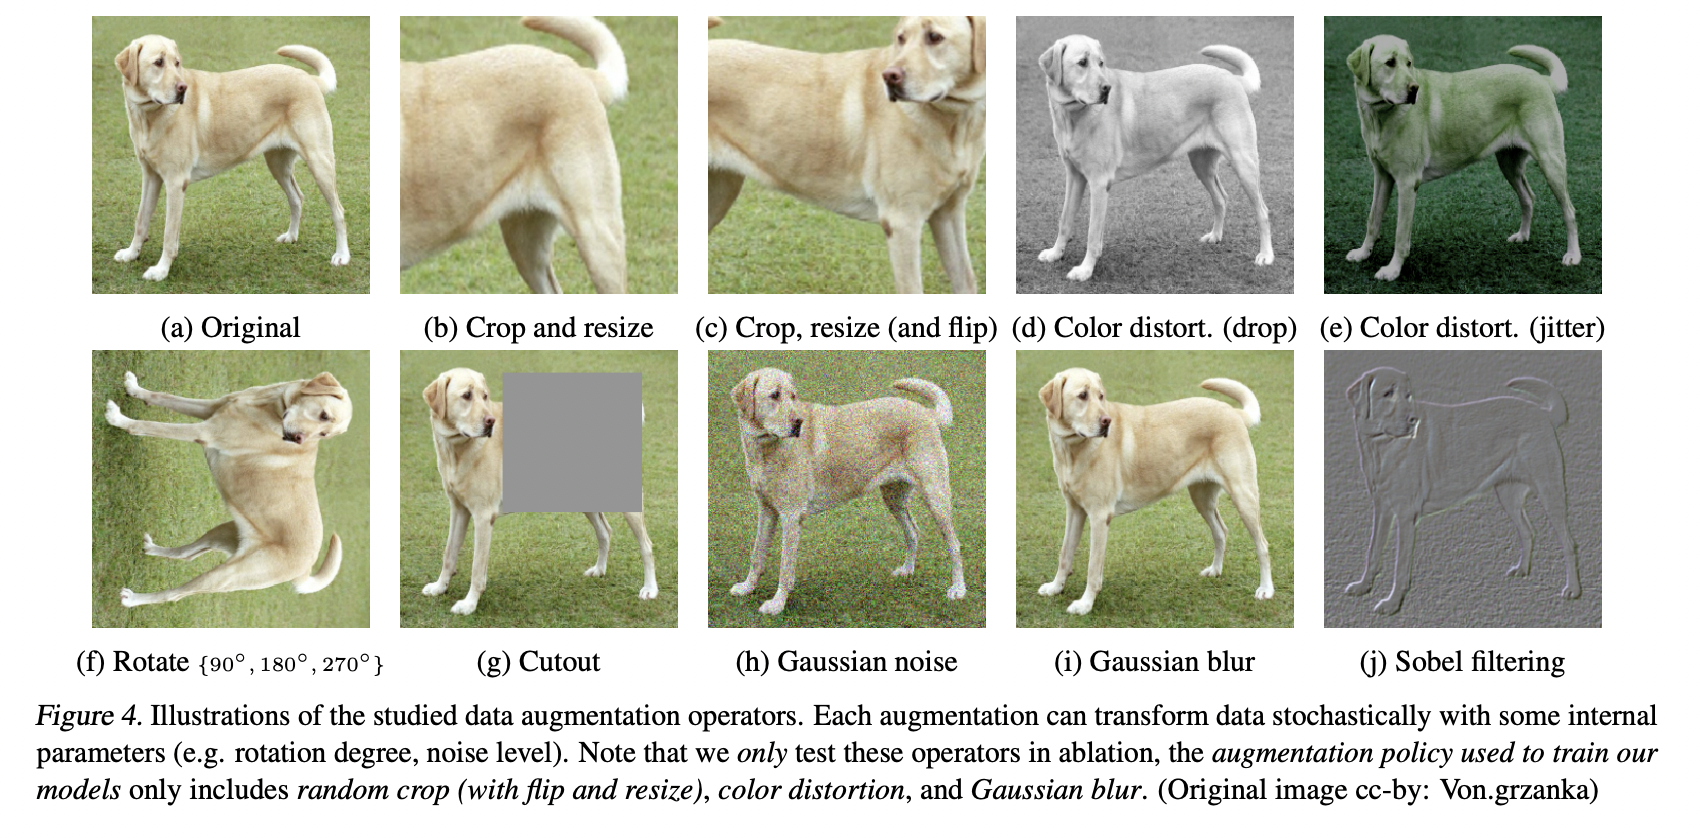 (a) Original
(b) Crop and resize
(c) Crop, resize (and flip)
(d) Color distort. (drop)
(e) Color distort. (jitter)
(f) Rotate {90°, 180°, 270°}
(g) Cutout
(h) Gaussian noise
(i) Gaussian blur
(j) Sobel filtering
Figure 4. Illustrations of the studied data augmentation operators. Each augmentation can transform data stochastically with some internal
parameters (e.g. rotation degree, noise level). Note that we only test these operators in ablation, the augmentation policy used to train our
models only includes random crop (with flip and resize), color distortion, and Gaussian blur. (Original image cc-by: Von.grzanka)